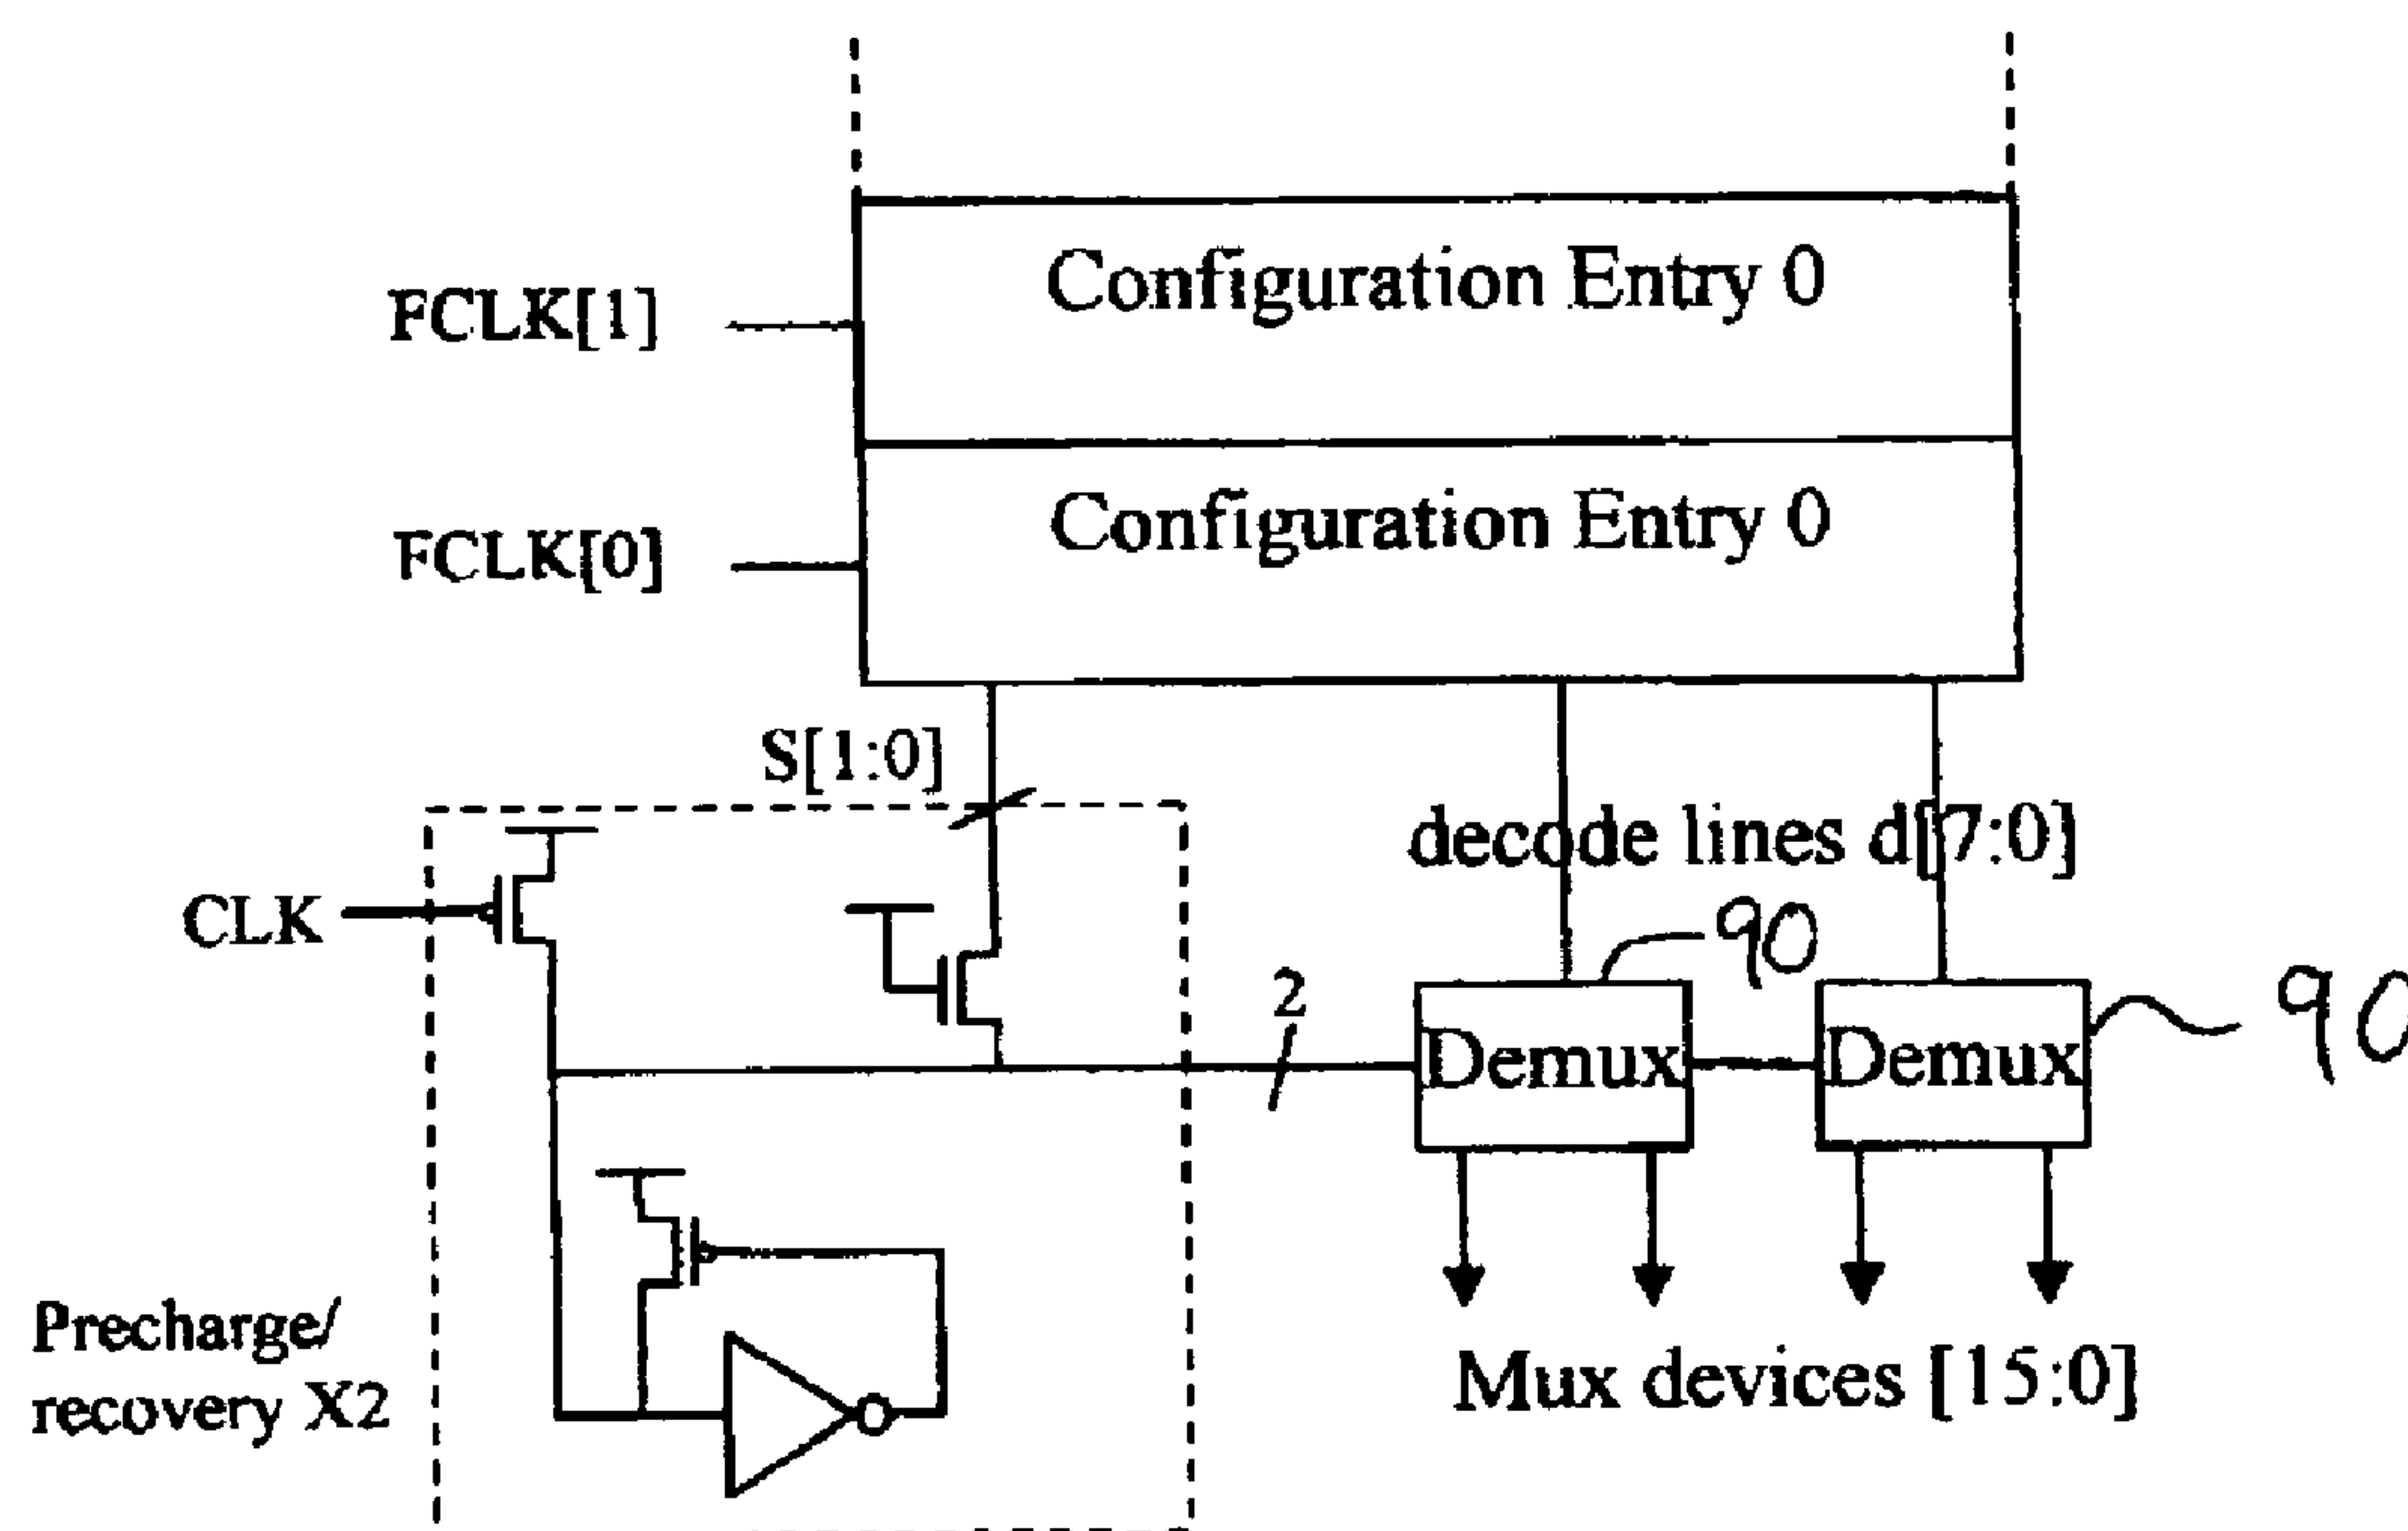 FCLK[1]
Configuration Entry 0
FCLK[0]
Configuration Entry 0
S[1:0]
decode lines d[7:0]
CLK
90
2
90
Demux
Demux
Precharge/
recovery X2
Mux devices [15:0]